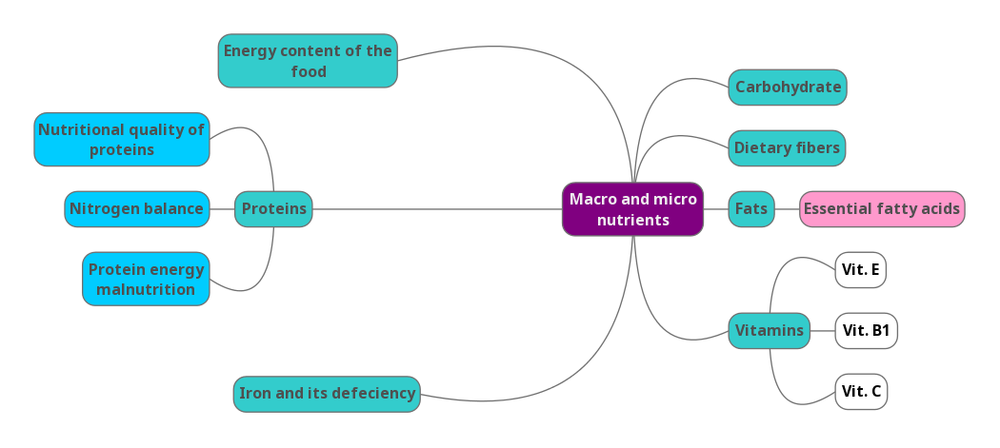 Energy content of the
food
Nutritional quality of
proteins
Nitrogen balance
Proteins
Protein energy
malnutrition
Iron and its defeciency
Macro and micro
nutrients
Carbohydrate
Dietary fibers
Fats
Essential fatty acids
Vitamins
Vit. E
Vit. B1
Vit. C